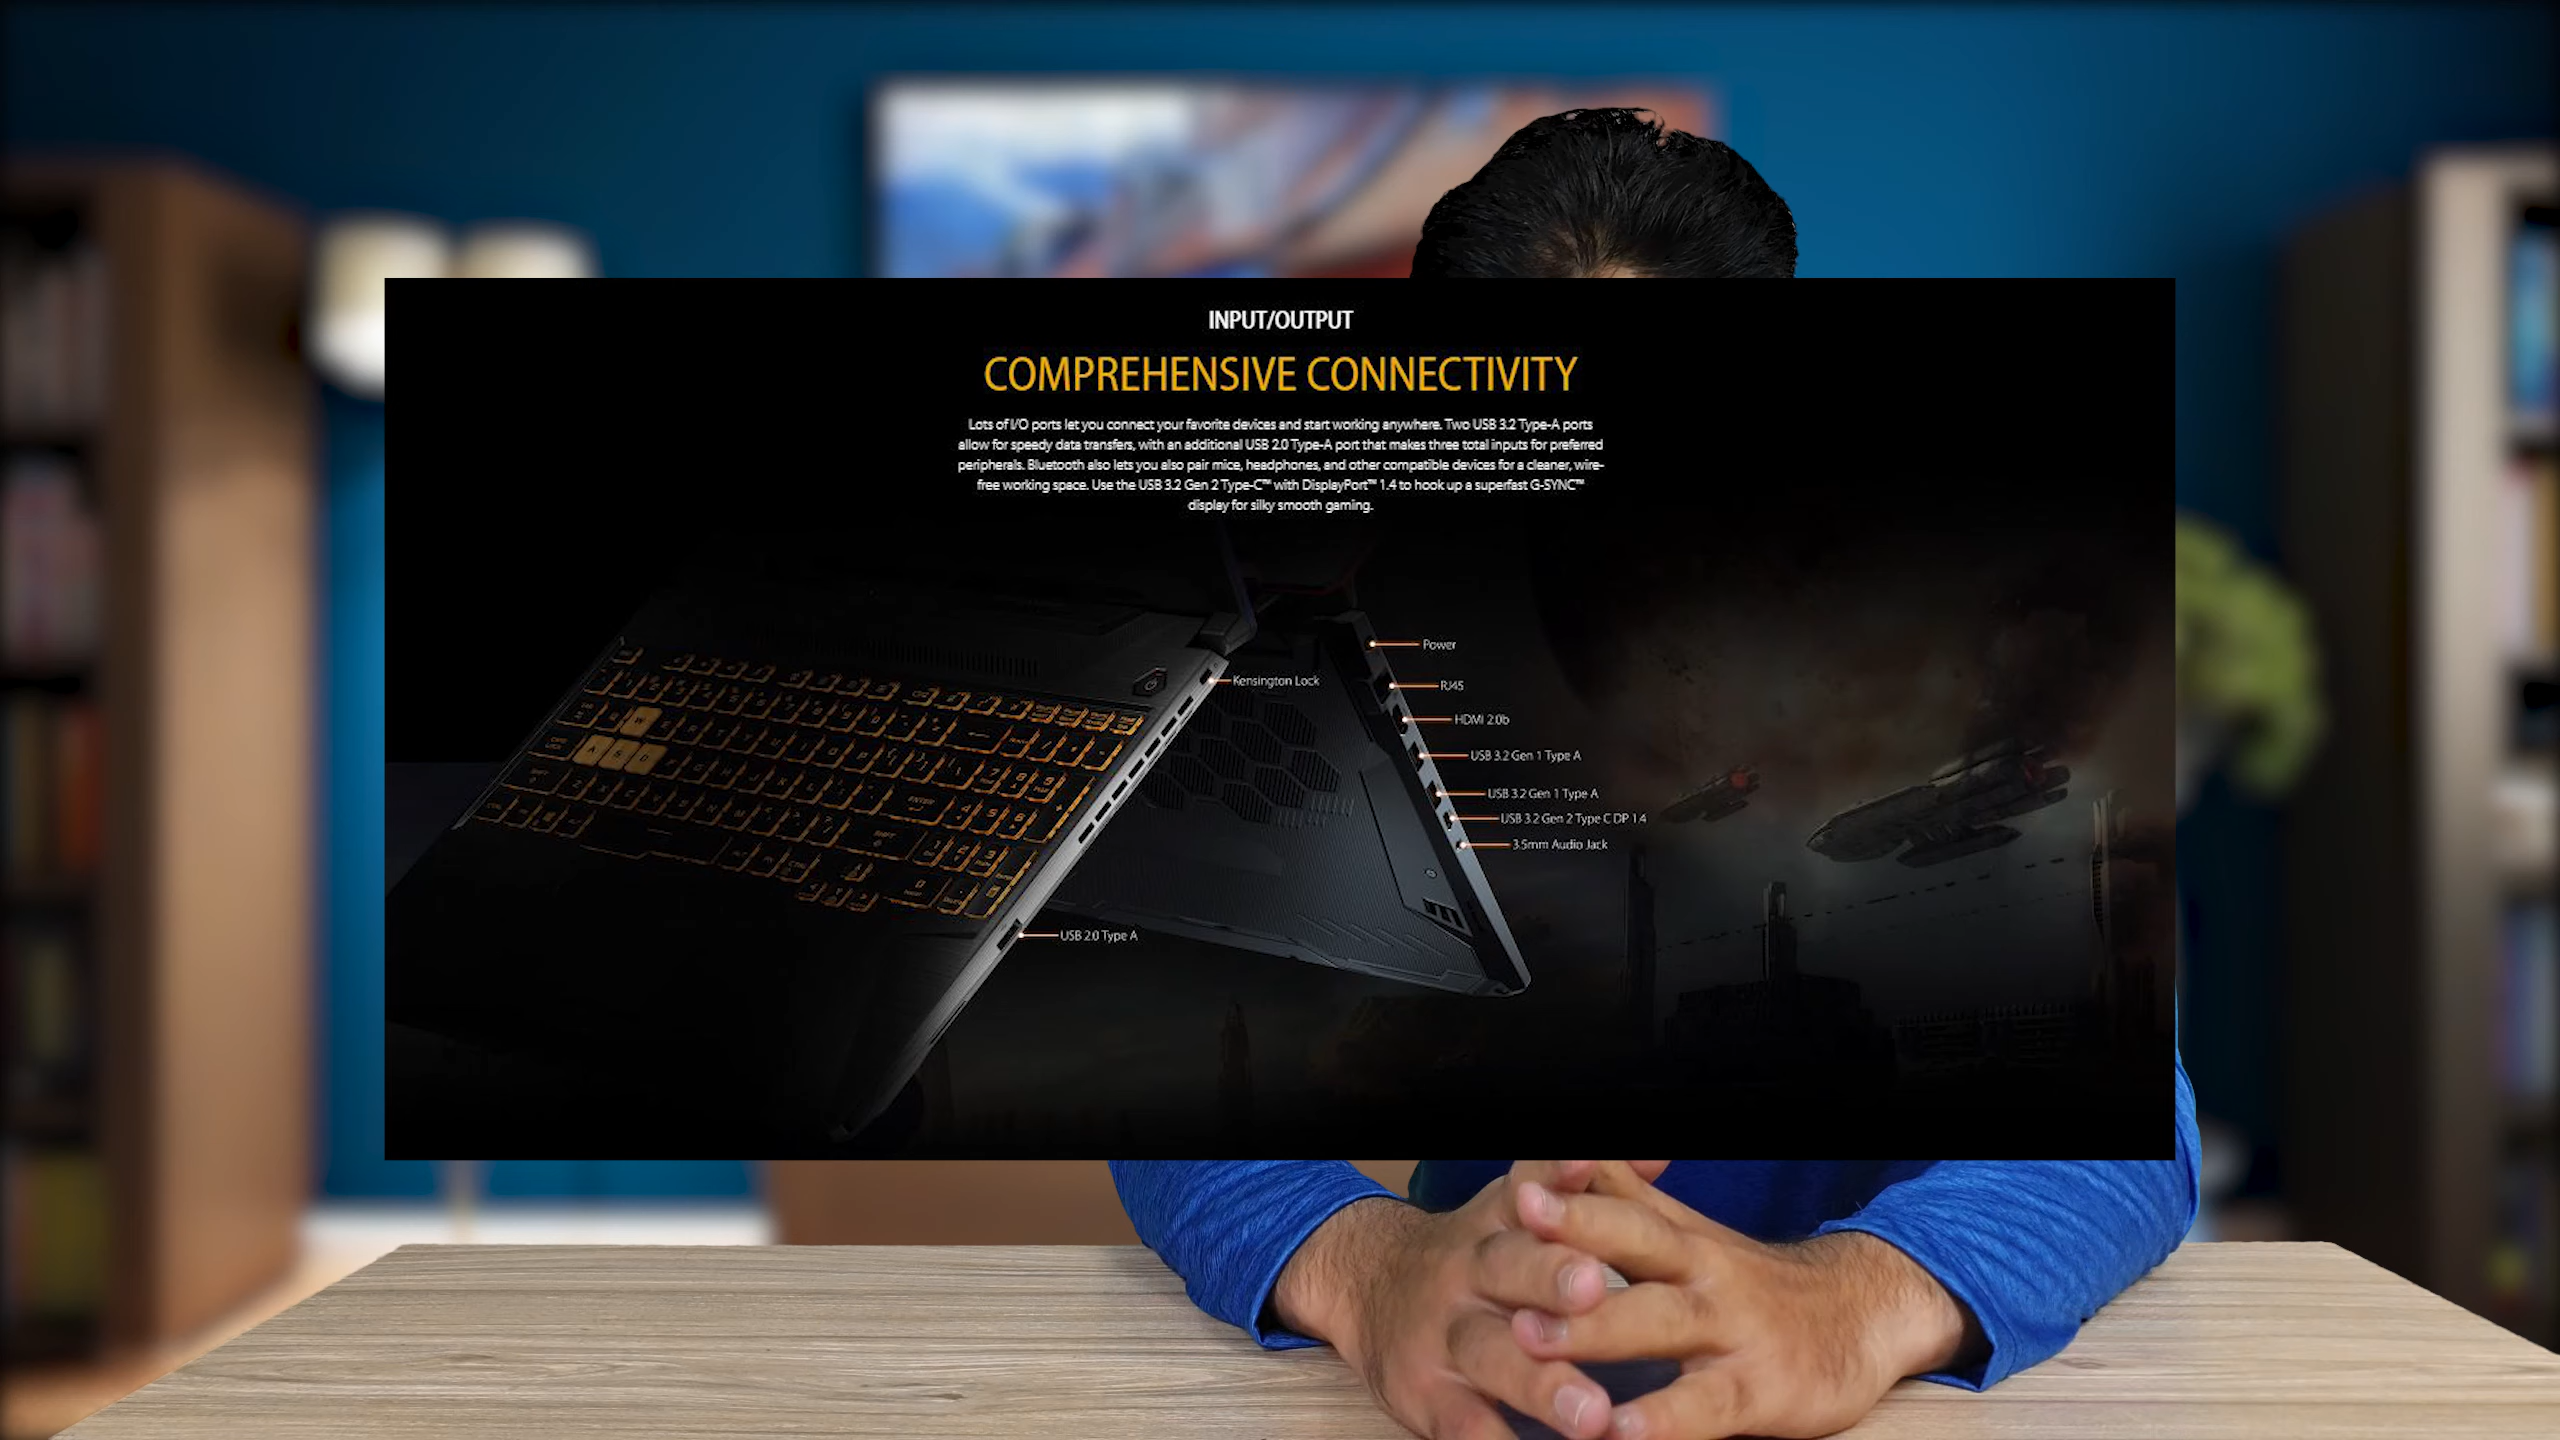 INPUT/OUTPUT
COMPREHENSIVE CONNECTIVITY
Lots of I/O ports let you connect your favorite devices and start working anywhere. Two USB 3.2 Type-A ports
allow for speedy data transfers, with an additional USB 2.0 Type-A port that makes three total inputs for preferred
peripherals. Bluetooth also lets you also pair mice, headphones, and other compatible devices for a cleaner, wire-
free working space. Use the USB 3.2 Gen 2 Type-C™ with DisplayPort™ 1.4 to hook up a superfast G-SYNC™
display for silky smooth gaming.
Power
Kensington Lock
RJ45
HDMI 2.0b
USB 3.2 Gen 1 Type A
USB 3.2 Gen 1 Type A
USB 3.2 Gen 2 Type C DP 1.4
3.5mm Audio Jack
USB 2.0 Type A